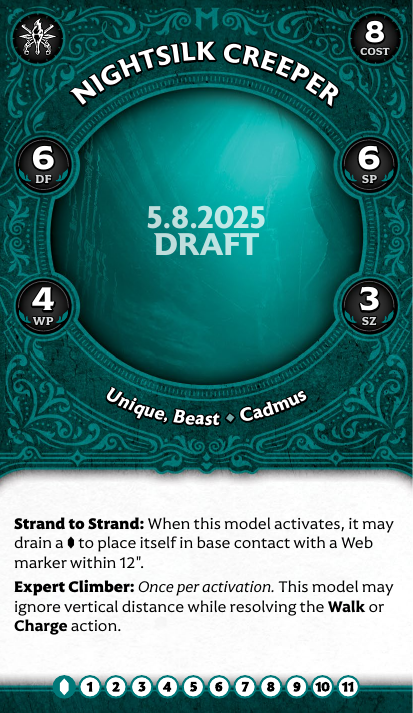 8
COST
NIGHTSILK CREEPER
6
DF
6
SP
5.8.2025
DRAFT
4
WP
3
SZ
Unique, Beast ⬥ Cadmus
Strand to Strand: When this model activates, it may
drain a ⬮ to place itself in base contact with a Web
marker within 12".
Expert Climber: Once per activation. This model may
ignore vertical distance while resolving the Walk or
Charge action.
1 2 3 4 5 6 7 8 9 10 11